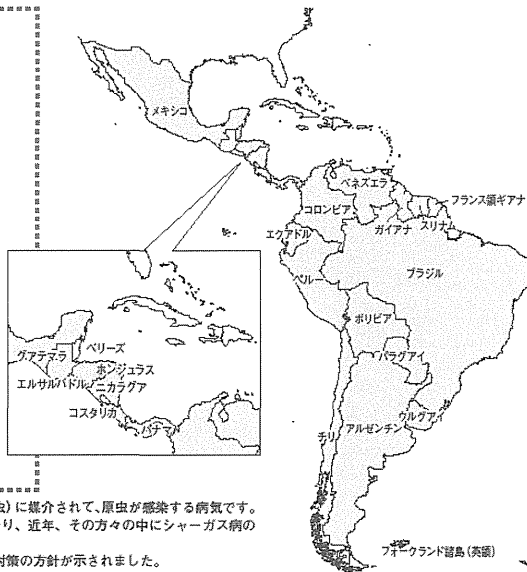 メキシコ
ベネズエラ
フランス領ギアナ
コロンビア
ガイアナ
スリナム
エクアドル
ペルー
ブラジル
ボリビア
パラグアイ
グアテマラ
ベリーズ
ホンジュラス
エルサルバドル
ニカラグア
コスタリカ
パナマ
ウルグアイ
チリ
アルゼンチン
フォークランド諸島(英領)
虫)に媒介されて、原虫が感染する病気です。
り、近年、その方々の中にシャーガス病の
対策の方針が示されました。